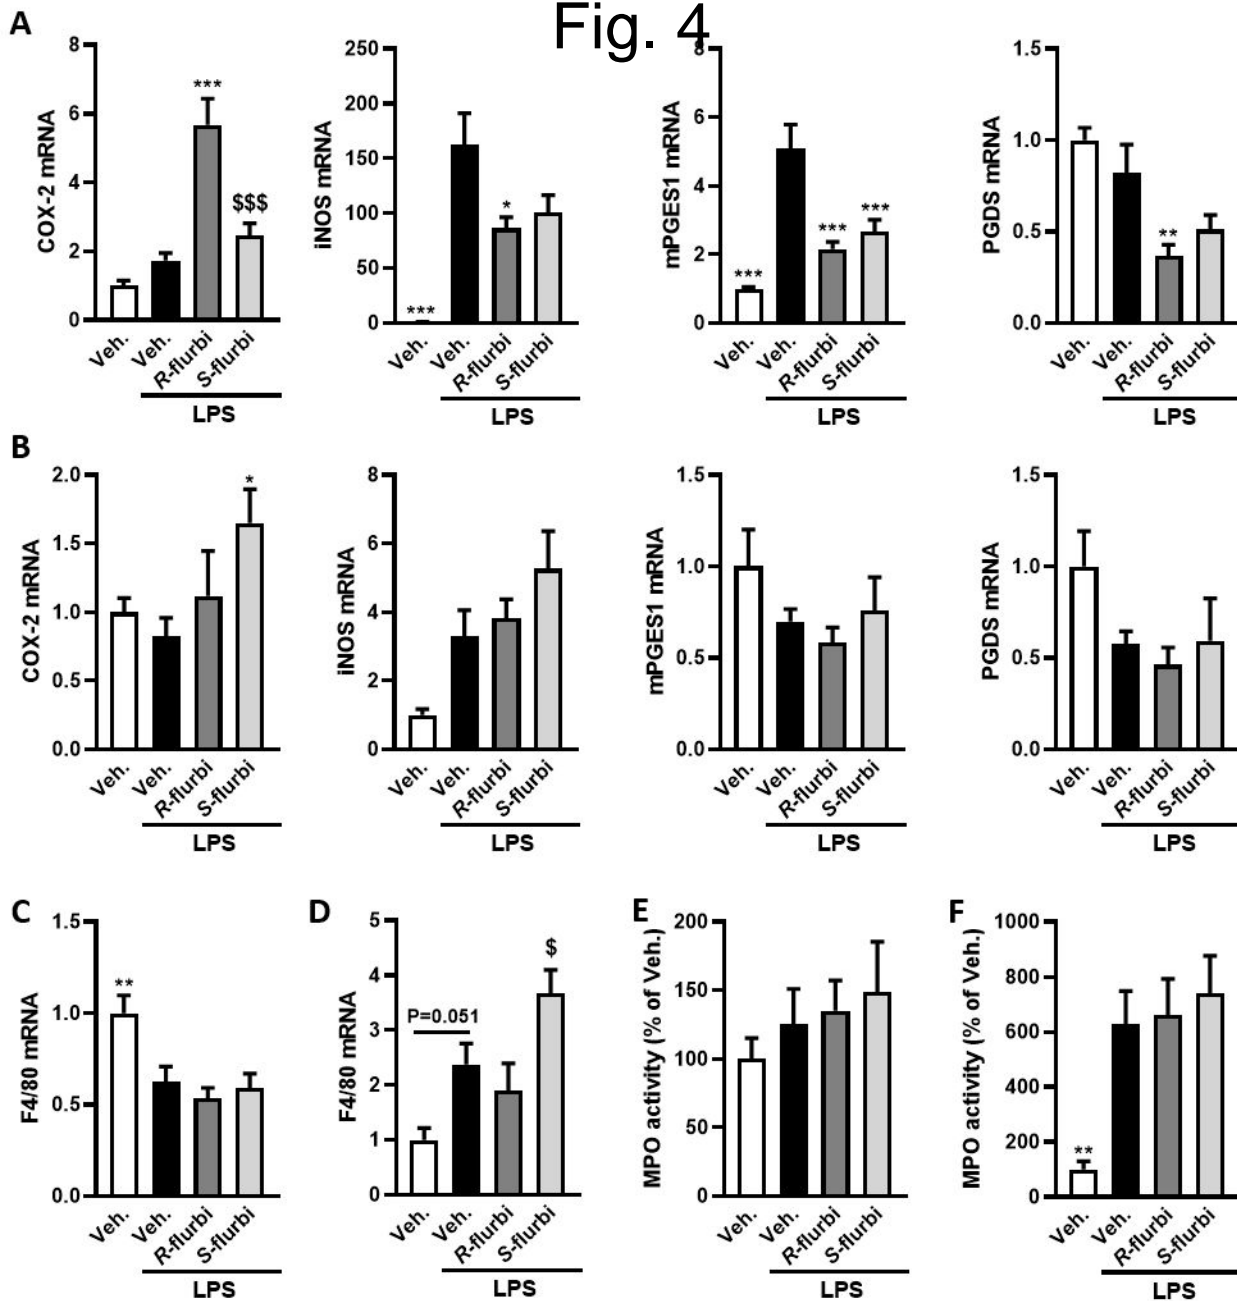 Fig. 4
A
COX-2 mRNA
8
6
4
2
0
***
$$$
Veh.
Veh.
R-flurbi
S-flurbi
LPS
iNOS mRNA
250
200
150
100
50
0
***
*
Veh.
Veh.
R-flurbi
S-flurbi
LPS
mPGES1 mRNA
8
6
4
2
0
***
***
***
Veh.
Veh.
R-flurbi
S-flurbi
LPS
PGDS mRNA
1.5
1.0
0.5
0.0
**
Veh.
Veh.
R-flurbi
S-flurbi
LPS
B
COX-2 mRNA
2.0
1.5
1.0
0.5
0.0
*
Veh.
Veh.
R-flurbi
S-flurbi
LPS
iNOS mRNA
8
6
4
2
0
Veh.
Veh.
R-flurbi
S-flurbi
LPS
mPGES1 mRNA
1.5
1.0
0.5
0.0
Veh.
Veh.
R-flurbi
S-flurbi
LPS
PGDS mRNA
1.5
1.0
0.5
0.0
Veh.
Veh.
R-flurbi
S-flurbi
LPS
C
F4/80 mRNA
1.5
1.0
0.5
0.0
**
Veh.
Veh.
R-flurbi
S-flurbi
LPS
D
F4/80 mRNA
5
4
3
2
1
0
P=0.051
$
Veh.
Veh.
R-flurbi
S-flurbi
LPS
E
MPO activity (% of Veh.)
200
150
100
50
0
Veh.
Veh.
R-flurbi
S-flurbi
LPS
F
MPO activity (% of Veh.)
1000
800
600
400
200
0
**
Veh.
Veh.
R-flurbi
S-flurbi
LPS